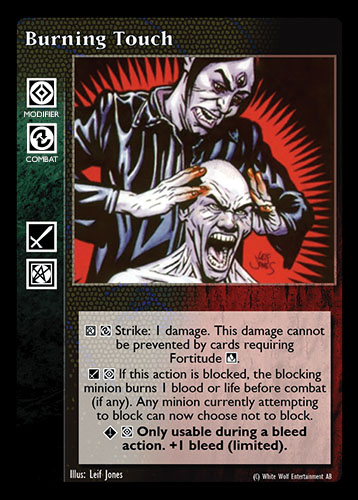 Burning Touch
MODIFIER
COMBAT
LEIF JONES
Strike: 1 damage. This damage cannot
be prevented by cards requiring
Fortitude .
If this action is blocked, the blocking
minion burns 1 blood or life before combat
(if any). Any minion currently attempting
to block can now choose not to block.
Only usable during a bleed
action. +1 bleed (limited).
Illus: Leif Jones
(C) White Wolf Entertainment AB